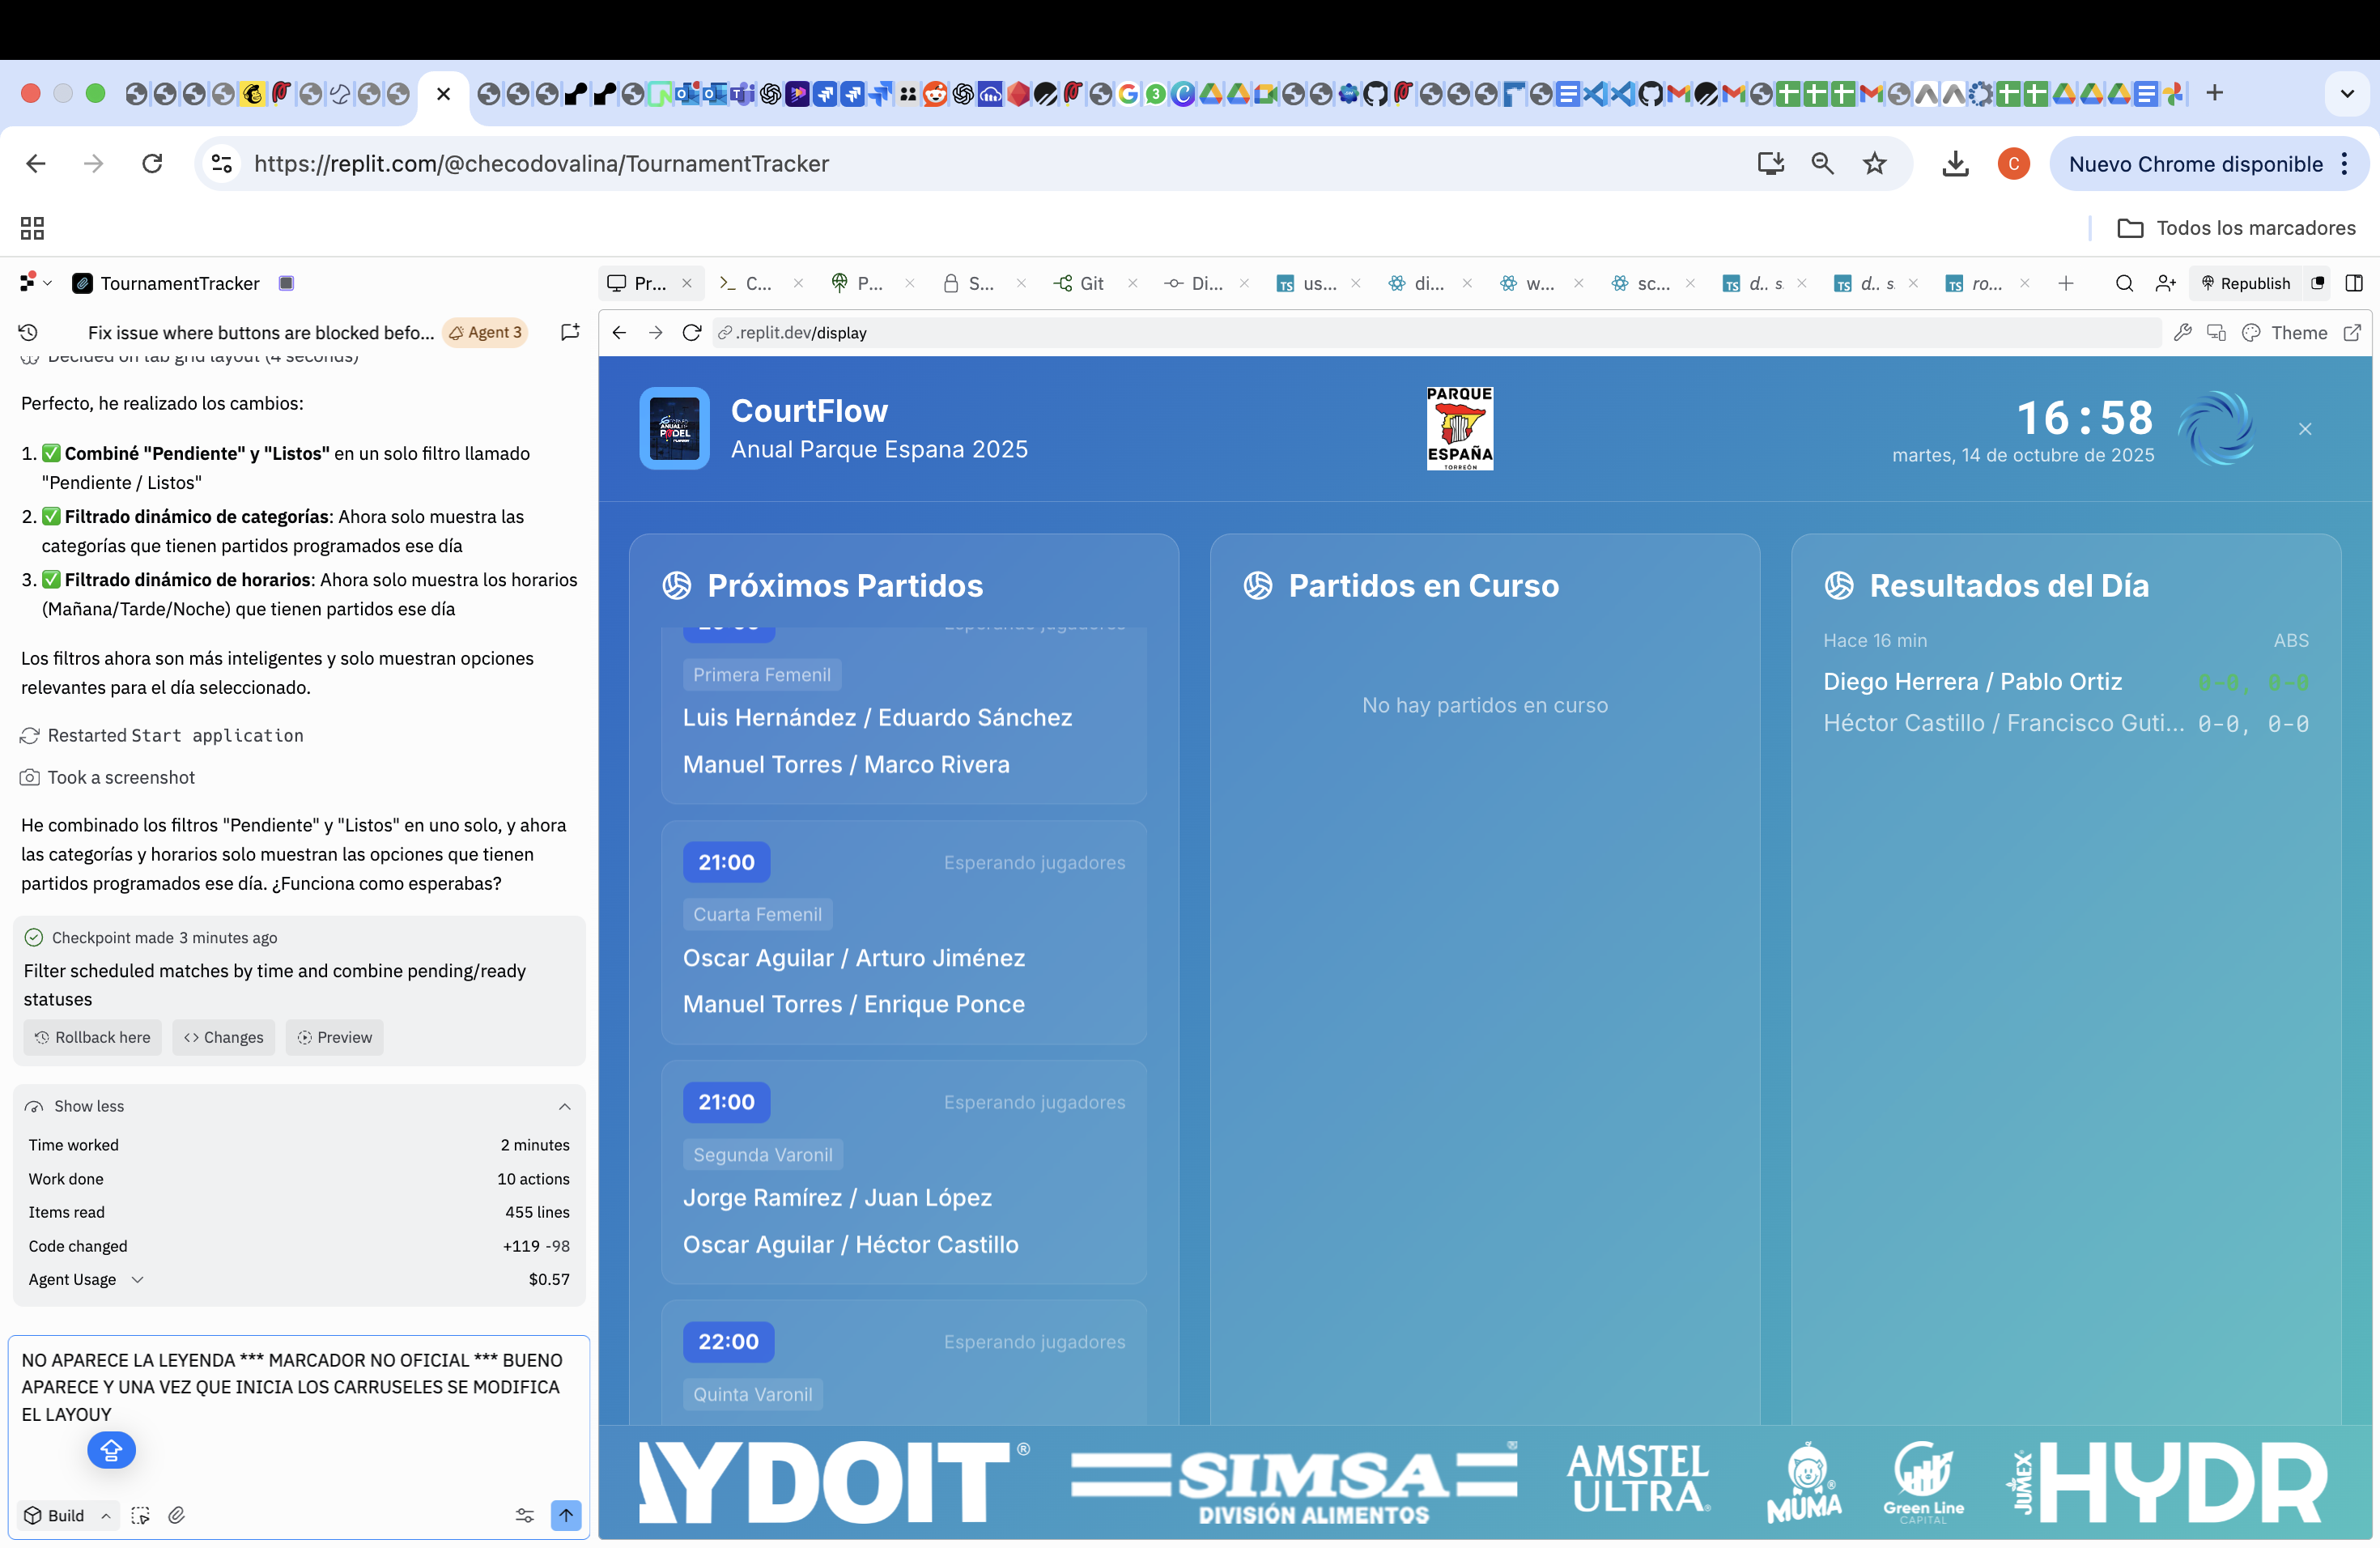 https://replit.com/@checodovalina/TournamentTracker
C
Nuevo Chrome disponible
Todos los marcadores
TournamentTracker
Pr...
C...
P...
S...
Git
Di...
us...
di...
w...
sc...
d.. s
d.. s
ro...
Republish
Fix issue where buttons are blocked befo...
Agent 3
.replit.dev/display
Theme
Decided on tab grid layout (4 seconds)
Perfecto, he realizado los cambios:
1. ✅ Combiné "Pendiente" y "Listos" en un solo filtro llamado
"Pendiente / Listos"
2. ✅ Filtrado dinámico de categorías: Ahora solo muestra las
categorías que tienen partidos programados ese día
3. ✅ Filtrado dinámico de horarios: Ahora solo muestra los horarios
(Mañana/Tarde/Noche) que tienen partidos ese día
Los filtros ahora son más inteligentes y solo muestran opciones
relevantes para el día seleccionado.
Restarted Start application
Took a screenshot
He combinado los filtros "Pendiente" y "Listos" en uno solo, y ahora
las categorías y horarios solo muestran las opciones que tienen
partidos programados ese día. ¿Funciona como esperabas?
Checkpoint made 3 minutes ago
Filter scheduled matches by time and combine pending/ready
statuses
Rollback here
Changes
Preview
Show less
Time worked 2 minutes
Work done 10 actions
Items read 455 lines
Code changed +119 -98
Agent Usage $0.57
NO APARECE LA LEYENDA *** MARCADOR NO OFICIAL *** BUENO
APARECE Y UNA VEZ QUE INICIA LOS CARRUSELES SE MODIFICA
EL LAYOUY
Build
ANUAL
PADEL
CourtFlow
Anual Parque Espana 2025
PARQUE
ESPAÑA
TORREÓN
16:58
martes, 14 de octubre de 2025
Próximos Partidos
Esperando jugadores
Primera Femenil
Luis Hernández / Eduardo Sánchez
Manuel Torres / Marco Rivera
21:00
Esperando jugadores
Cuarta Femenil
Oscar Aguilar / Arturo Jiménez
Manuel Torres / Enrique Ponce
21:00
Esperando jugadores
Segunda Varonil
Jorge Ramírez / Juan López
Oscar Aguilar / Héctor Castillo
22:00
Esperando jugadores
Quinta Varonil
Partidos en Curso
No hay partidos en curso
Resultados del Día
Hace 16 min ABS
Diego Herrera / Pablo Ortiz 0-0, 0-0
Héctor Castillo / Francisco Guti... 0-0, 0-0
YDOIT®
SIMSA
DIVISIÓN ALIMENTOS
AMSTEL
ULTRA
MUMA
Green Line
CAPITAL
JUMEX
HYDR